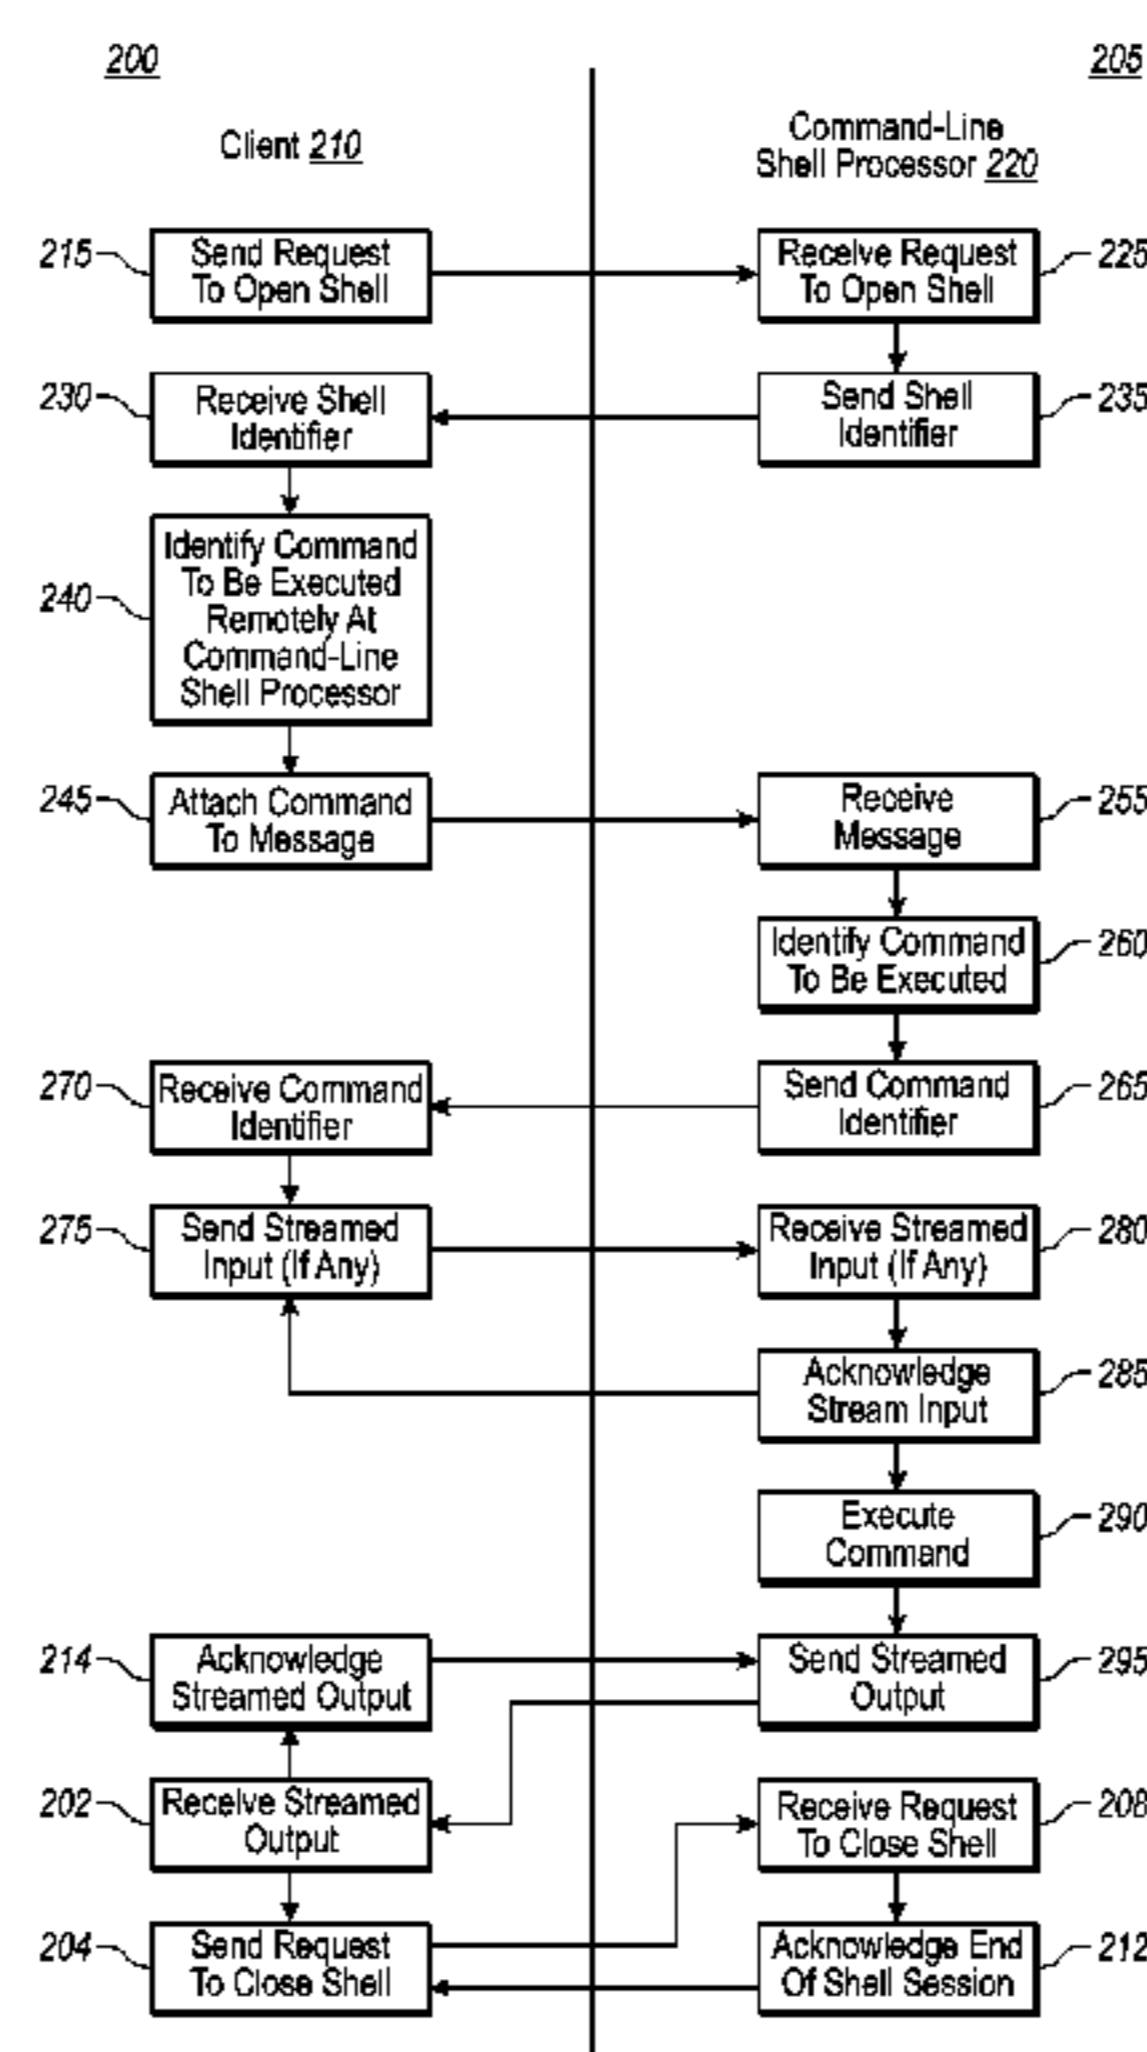 200
205
Client 210
Command-Line
Shell Processor 220
215
Send Request
To Open Shell
Receive Request
To Open Shell
225
230
Receive Shell
Identifier
Send Shell
Identifier
235
240
Identify Command
To Be Executed
Remotely At
Command-Line
Shell Processor
245
Attach Command
To Message
Receive
Message
255
Identify Command
To Be Executed
260
270
Receive Command
Identifier
Send Command
Identifier
265
275
Send Streamed
Input (If Any)
Receive Streamed
Input (If Any)
280
Acknowledge
Stream Input
285
Execute
Command
290
214
Acknowledge
Streamed Output
Send Streamed
Output
295
202
Receive Streamed
Output
Receive Request
To Close Shell
208
204
Send Request
To Close Shell
Acknowledge End
Of Shell Session
212